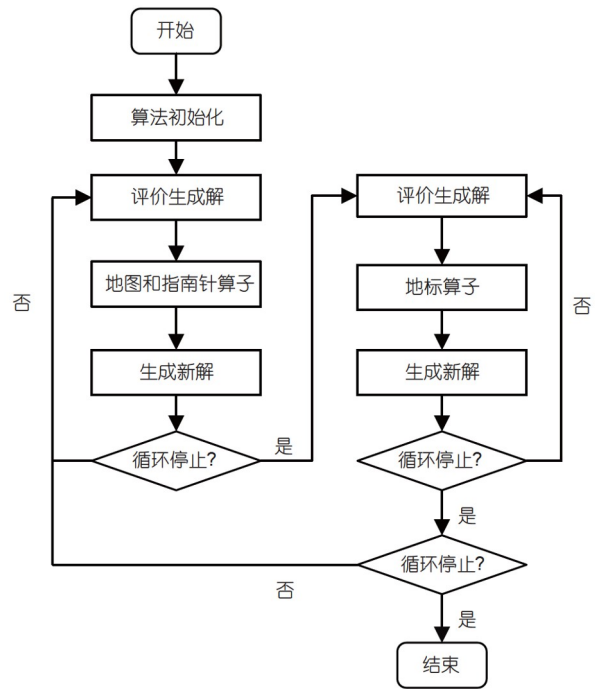 开始
算法初始化
评价生成解
地图和指南针算子
生成新解
循环停止?
否
是
评价生成解
地标算子
生成新解
循环停止?
否
是
循环停止?
否
是
结束